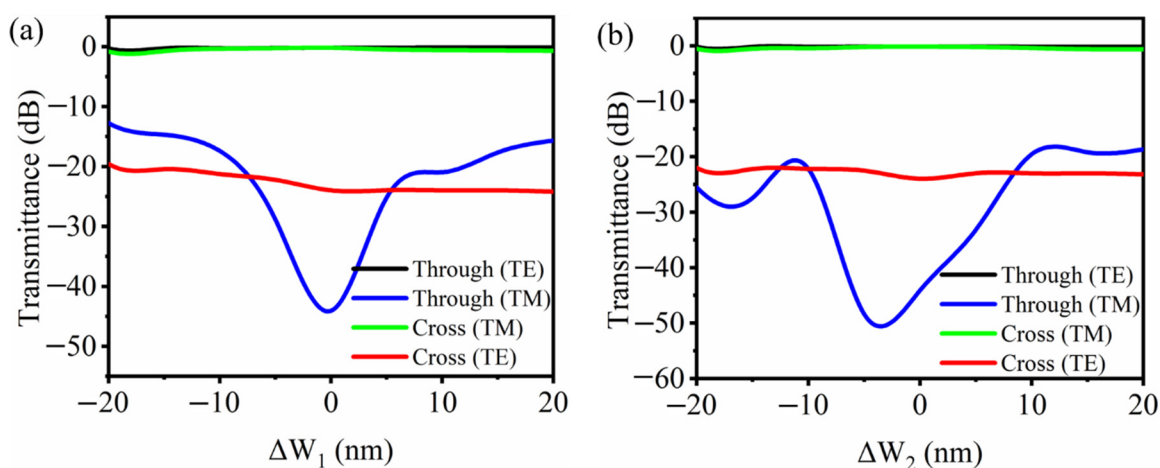 (a)
Transmittance (dB)
0
−10
−20
−30
−40
−50
Through (TE)
Through (TM)
Cross (TM)
Cross (TE)
−20 −10 0 10 20
ΔW₁ (nm)
(b)
Transmittance (dB)
0
−10
−20
−30
−40
−50
−60
Through (TE)
Through (TM)
Cross (TM)
Cross (TE)
−20 −10 0 10 20
ΔW₂ (nm)